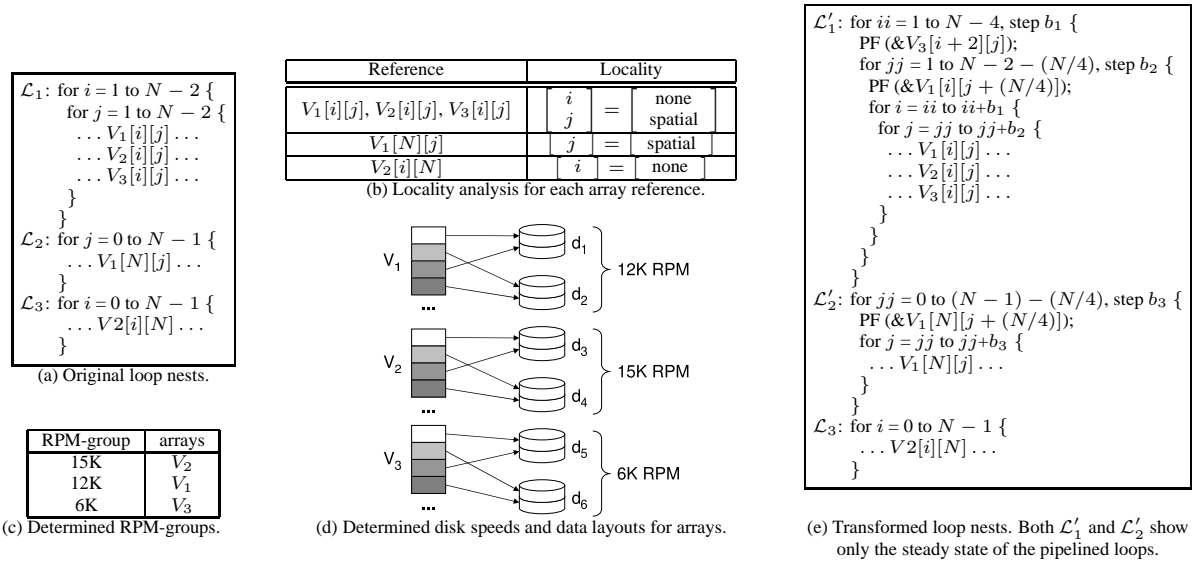 L₁: for i = 1 to N − 2 {
for j = 1 to N − 2 {
... V₁[i][j] ...
... V₂[i][j] ...
... V₃[i][j] ...
}
}
L₂: for j = 0 to N − 1 {
... V₁[N][j] ...
}
L₃: for i = 0 to N − 1 {
... V2[i][N] ...
}
(a) Original loop nests.
Reference Locality
V₁[i][j], V₂[i][j], V₃[i][j] [ i j ] = [ none spatial ]
V₁[N][j] [ j ] = [ spatial ]
V₂[i][N] [ i ] = [ none ]
(b) Locality analysis for each array reference.
RPM-group arrays
15K V₂
12K V₁
6K V₃
(c) Determined RPM-groups.
V₁
...
d₁
d₂
12K RPM
V₂
...
d₃
d₄
15K RPM
V₃
...
d₅
d₆
6K RPM
(d) Determined disk speeds and data layouts for arrays.
L′₁: for ii = 1 to N − 4, step b₁ {
PF (&V₃[i + 2][j]);
for jj = 1 to N − 2 − (N/4), step b₂ {
PF (&V₁[i][j + (N/4)]);
for i = ii to ii+b₁ {
for j = jj to jj+b₂ {
... V₁[i][j] ...
... V₂[i][j] ...
... V₃[i][j] ...
}
}
}
}
L′₂: for jj = 0 to (N − 1) − (N/4), step b₃ {
PF (&V₁[N][j + (N/4)]);
for j = jj to jj+b₃ {
... V₁[N][j] ...
}
}
L₃: for i = 0 to N − 1 {
... V2[i][N] ...
}
(e) Transformed loop nests. Both L′₁ and L′₂ show
only the steady state of the pipelined loops.